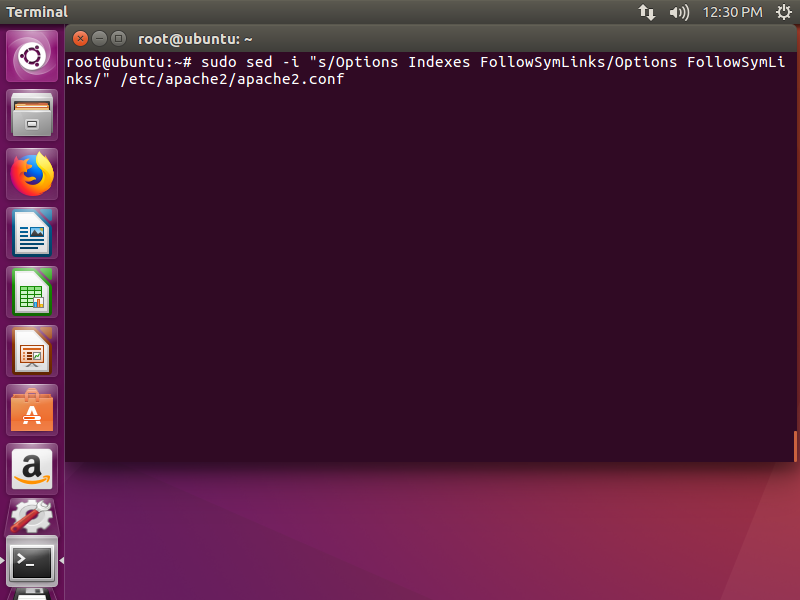 Terminal
12:30 PM
root@ubuntu: ~
root@ubuntu:~# sudo sed -i "s/Options Indexes FollowSymLinks/Options FollowSymLi
nks/" /etc/apache2/apache2.conf
A
a
>_